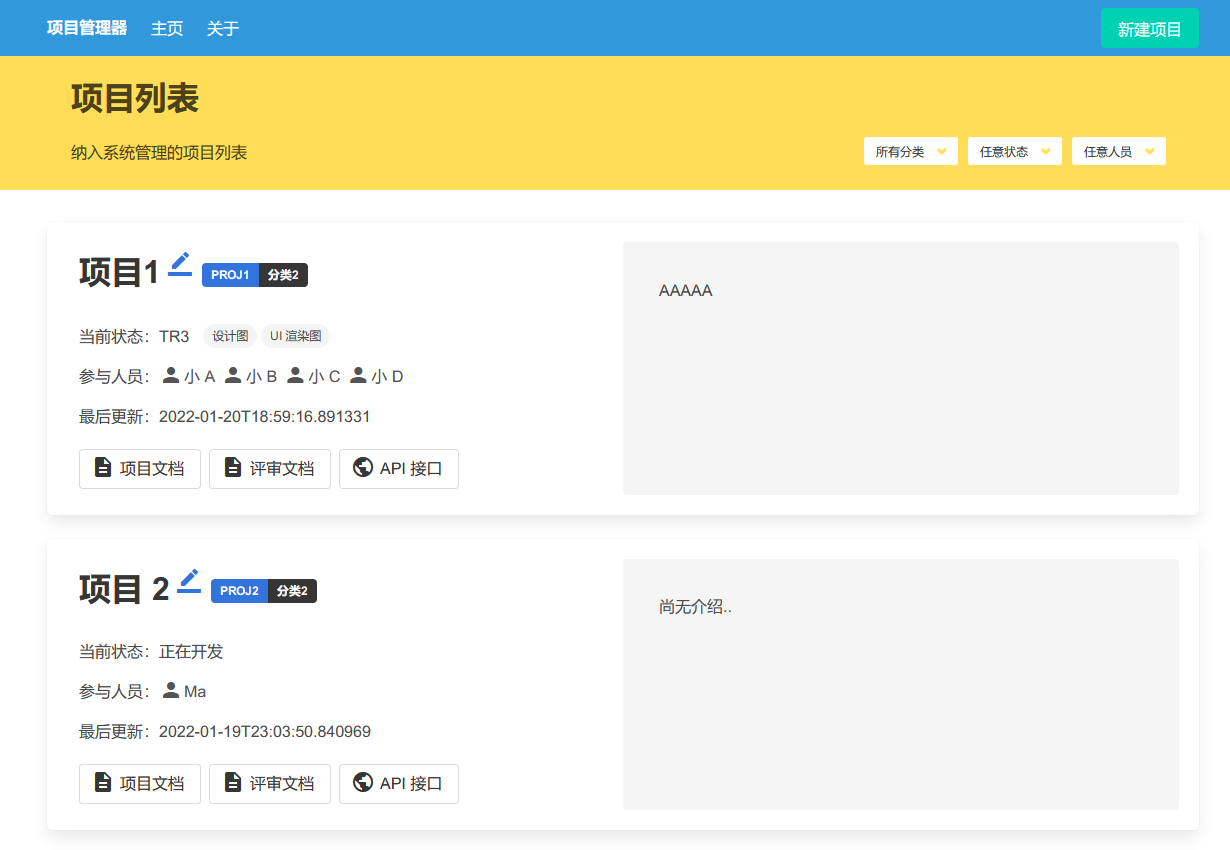 项目管理器 主页 关于 新建项目
项目列表
纳入系统管理的项目列表 所有分类 任意状态 任意人员
项目1 PROJ1 分类2
当前状态：TR3 设计图 UI 渲染图
参与人员： 小 A 小 B 小 C 小 D
最后更新：2022-01-20T18:59:16.891331
项目文档 评审文档 API 接口
AAAAA
项目 2 PROJ2 分类2
当前状态：正在开发
参与人员： Ma
最后更新：2022-01-19T23:03:50.840969
项目文档 评审文档 API 接口
尚无介绍..